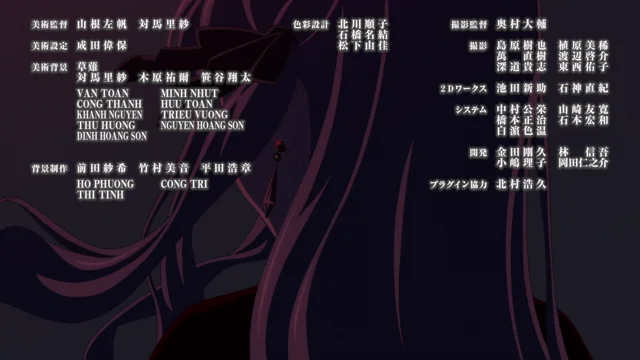 美術監督 山根左帆 対馬里紗
美術設定 成田偉保
美術背景 草薙
対馬里紗 木原祐爾 笹谷翔太
VAN TOAN MINH NHUT
CONG THANH HUU TOAN
KHANH NGUYEN TRIEU VUONG
THU HUONG NGUYEN HOANG SON
DINH HOANG SON
背景制作 前田紗希 竹村美音 平田浩章
HO PHUONG CONG TRI
THI TINH
色彩設計 北川順子
石橋名結
松下由佳
撮影監督 奥村大輔
撮影 島原樹也 植原美稀
萬直樹 渡辺啓介
深道貴志 東西佑子
2Dワークス 池田新助 石神直紀
システム 中村公栄 山崎友寛
橋本正治 石本宏和
白濵色温
開発 金田剛久 林信吾
小嶋理子 岡田仁之介
プラグイン協力 北村浩久